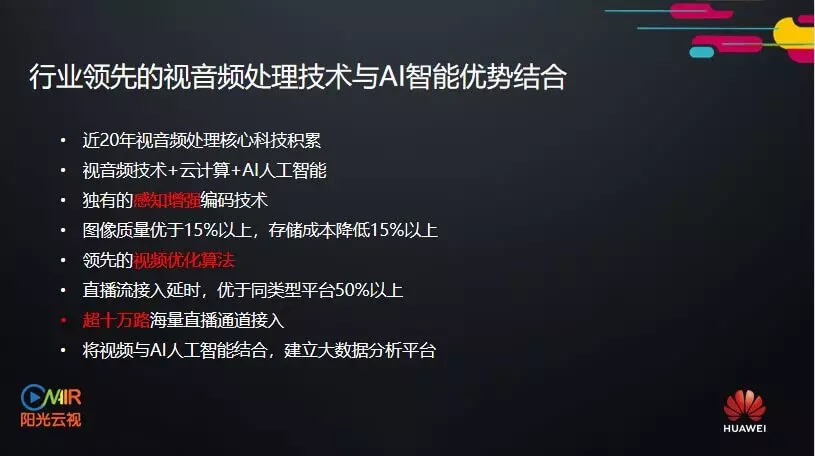 行业领先的视音频处理技术与AI智能优势结合
• 近20年视音频处理核心科技积累
• 视音频技术+云计算+AI人工智能
• 独有的感知增强编码技术
• 图像质量优于15%以上，存储成本降低15%以上
• 领先的视频优化算法
• 直播流接入延时，优于同类型平台50%以上
• 超十万路海量直播通道接入
• 将视频与AI人工智能结合，建立大数据分析平台
阳光云视
HUAWEI